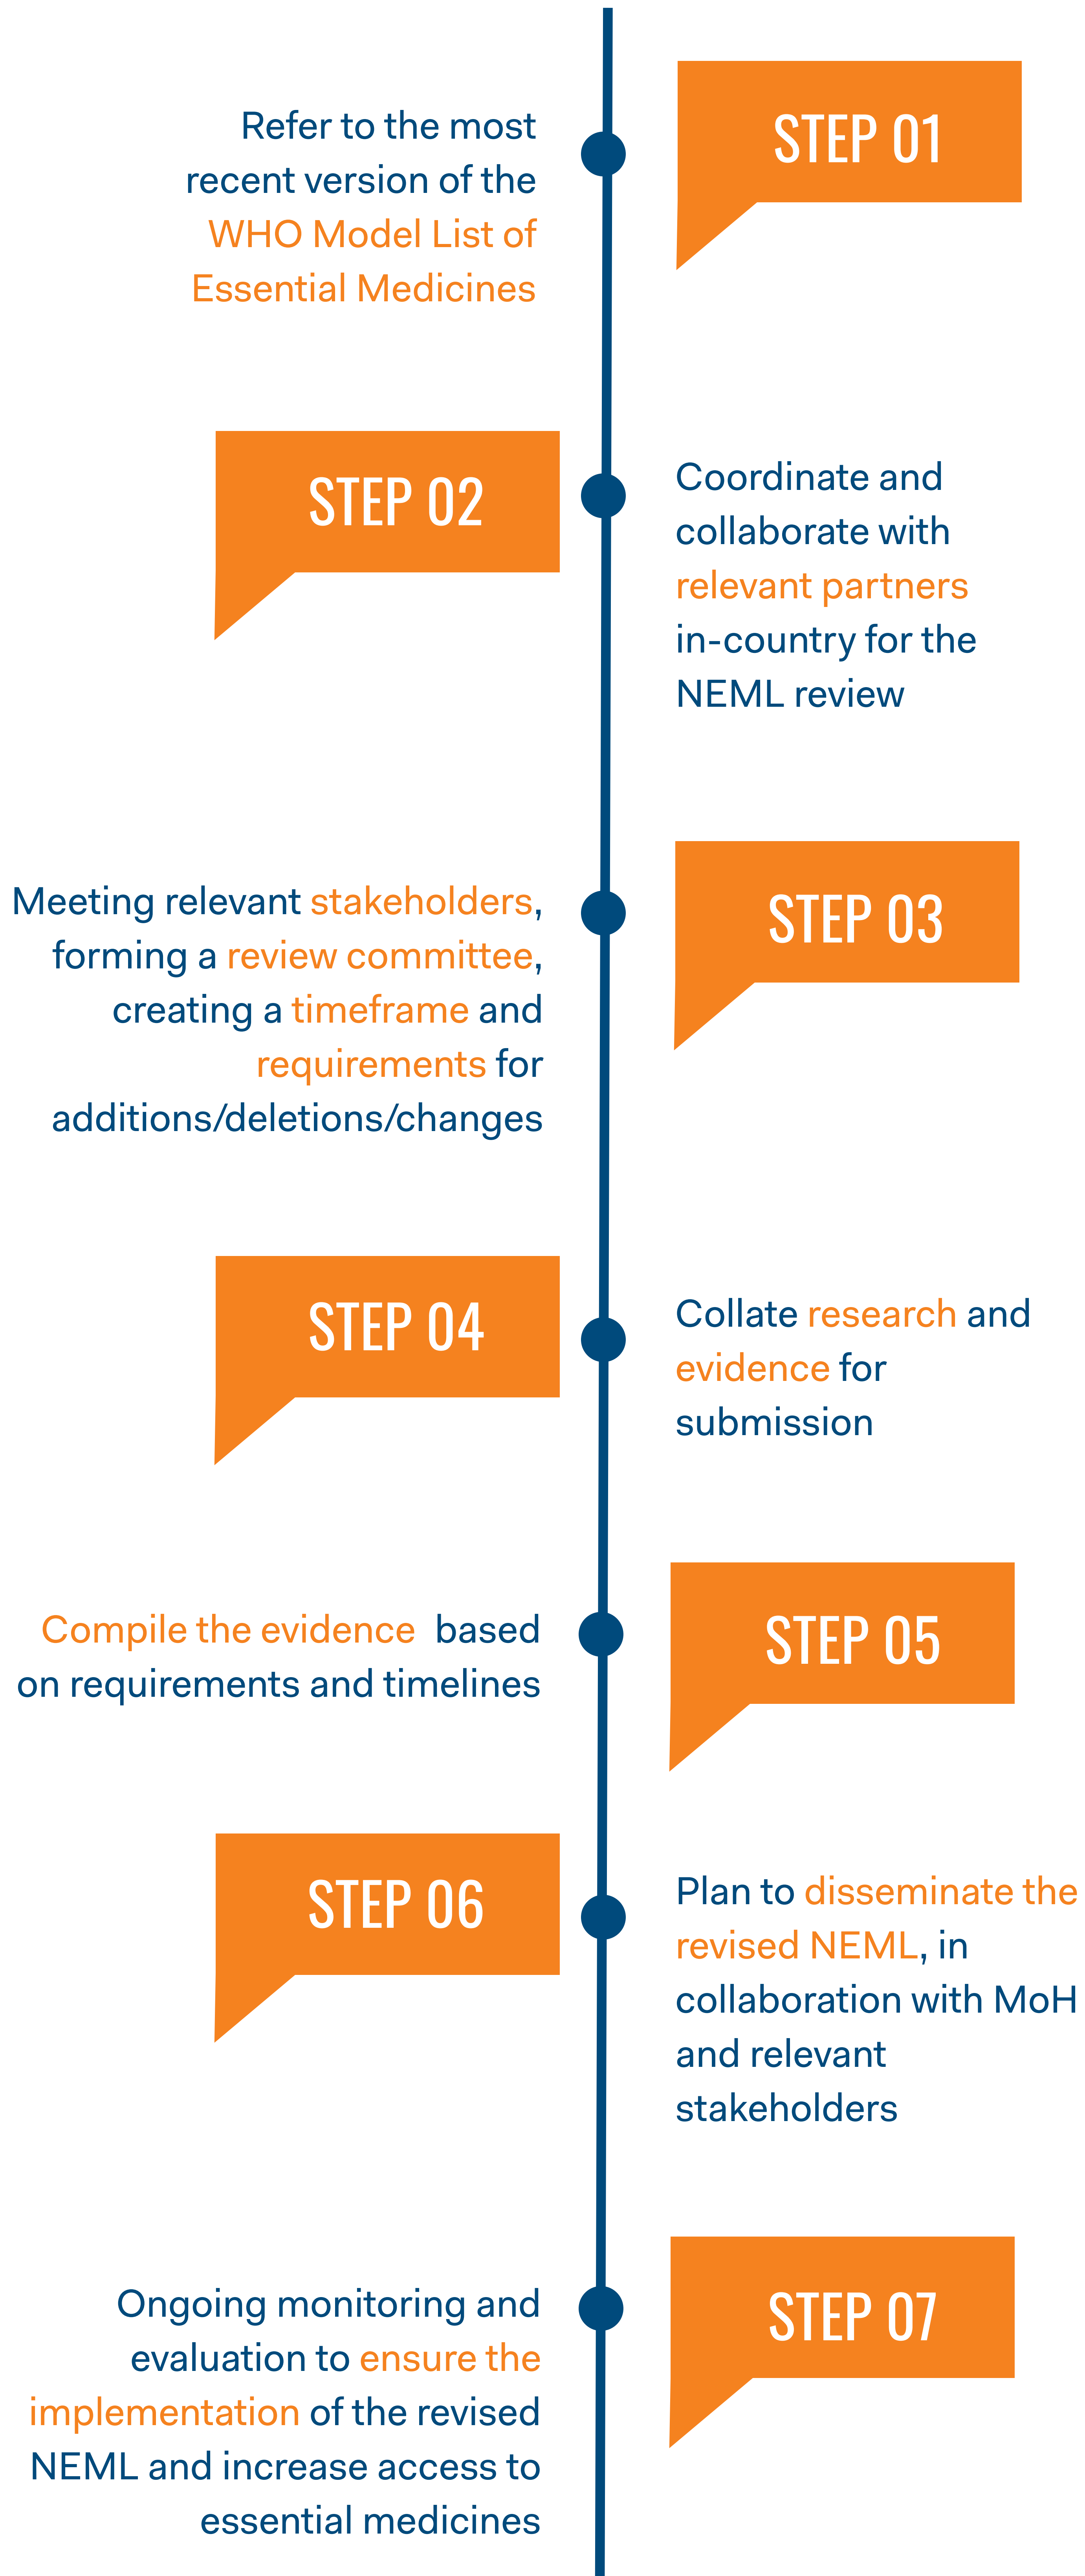 STEP 01
Refer to the most
recent version of the
WHO Model List of
Essential Medicines
STEP 02
Coordinate and
collaborate with
relevant partners
in-country for the
NEML review
STEP 03
Meeting relevant stakeholders,
forming a review committee,
creating a timeframe and
requirements for
additions/deletions/changes
STEP 04
Collate research and
evidence for
submission
STEP 05
Compile the evidence based
on requirements and timelines
STEP 06
Plan to disseminate the
revised NEML, in
collaboration with MoH
and relevant
stakeholders
STEP 07
Ongoing monitoring and
evaluation to ensure the
implementation of the revised
NEML and increase access to
essential medicines